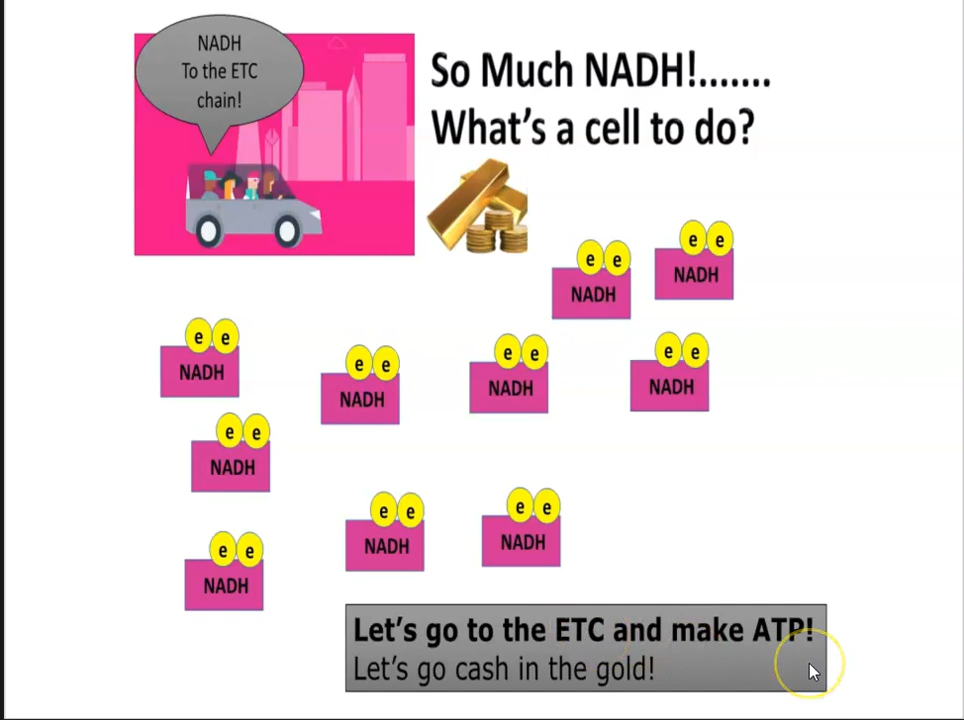 NADH
To the ETC
chain!
So Much NADH!.......
What's a cell to do?
e e
NADH
e e
NADH
e e
NADH
e e
NADH
e e
NADH
e e
NADH
e e
NADH
e e
NADH
e e
NADH
e e
NADH
Let's go to the ETC and make ATP!
Let's go cash in the gold!